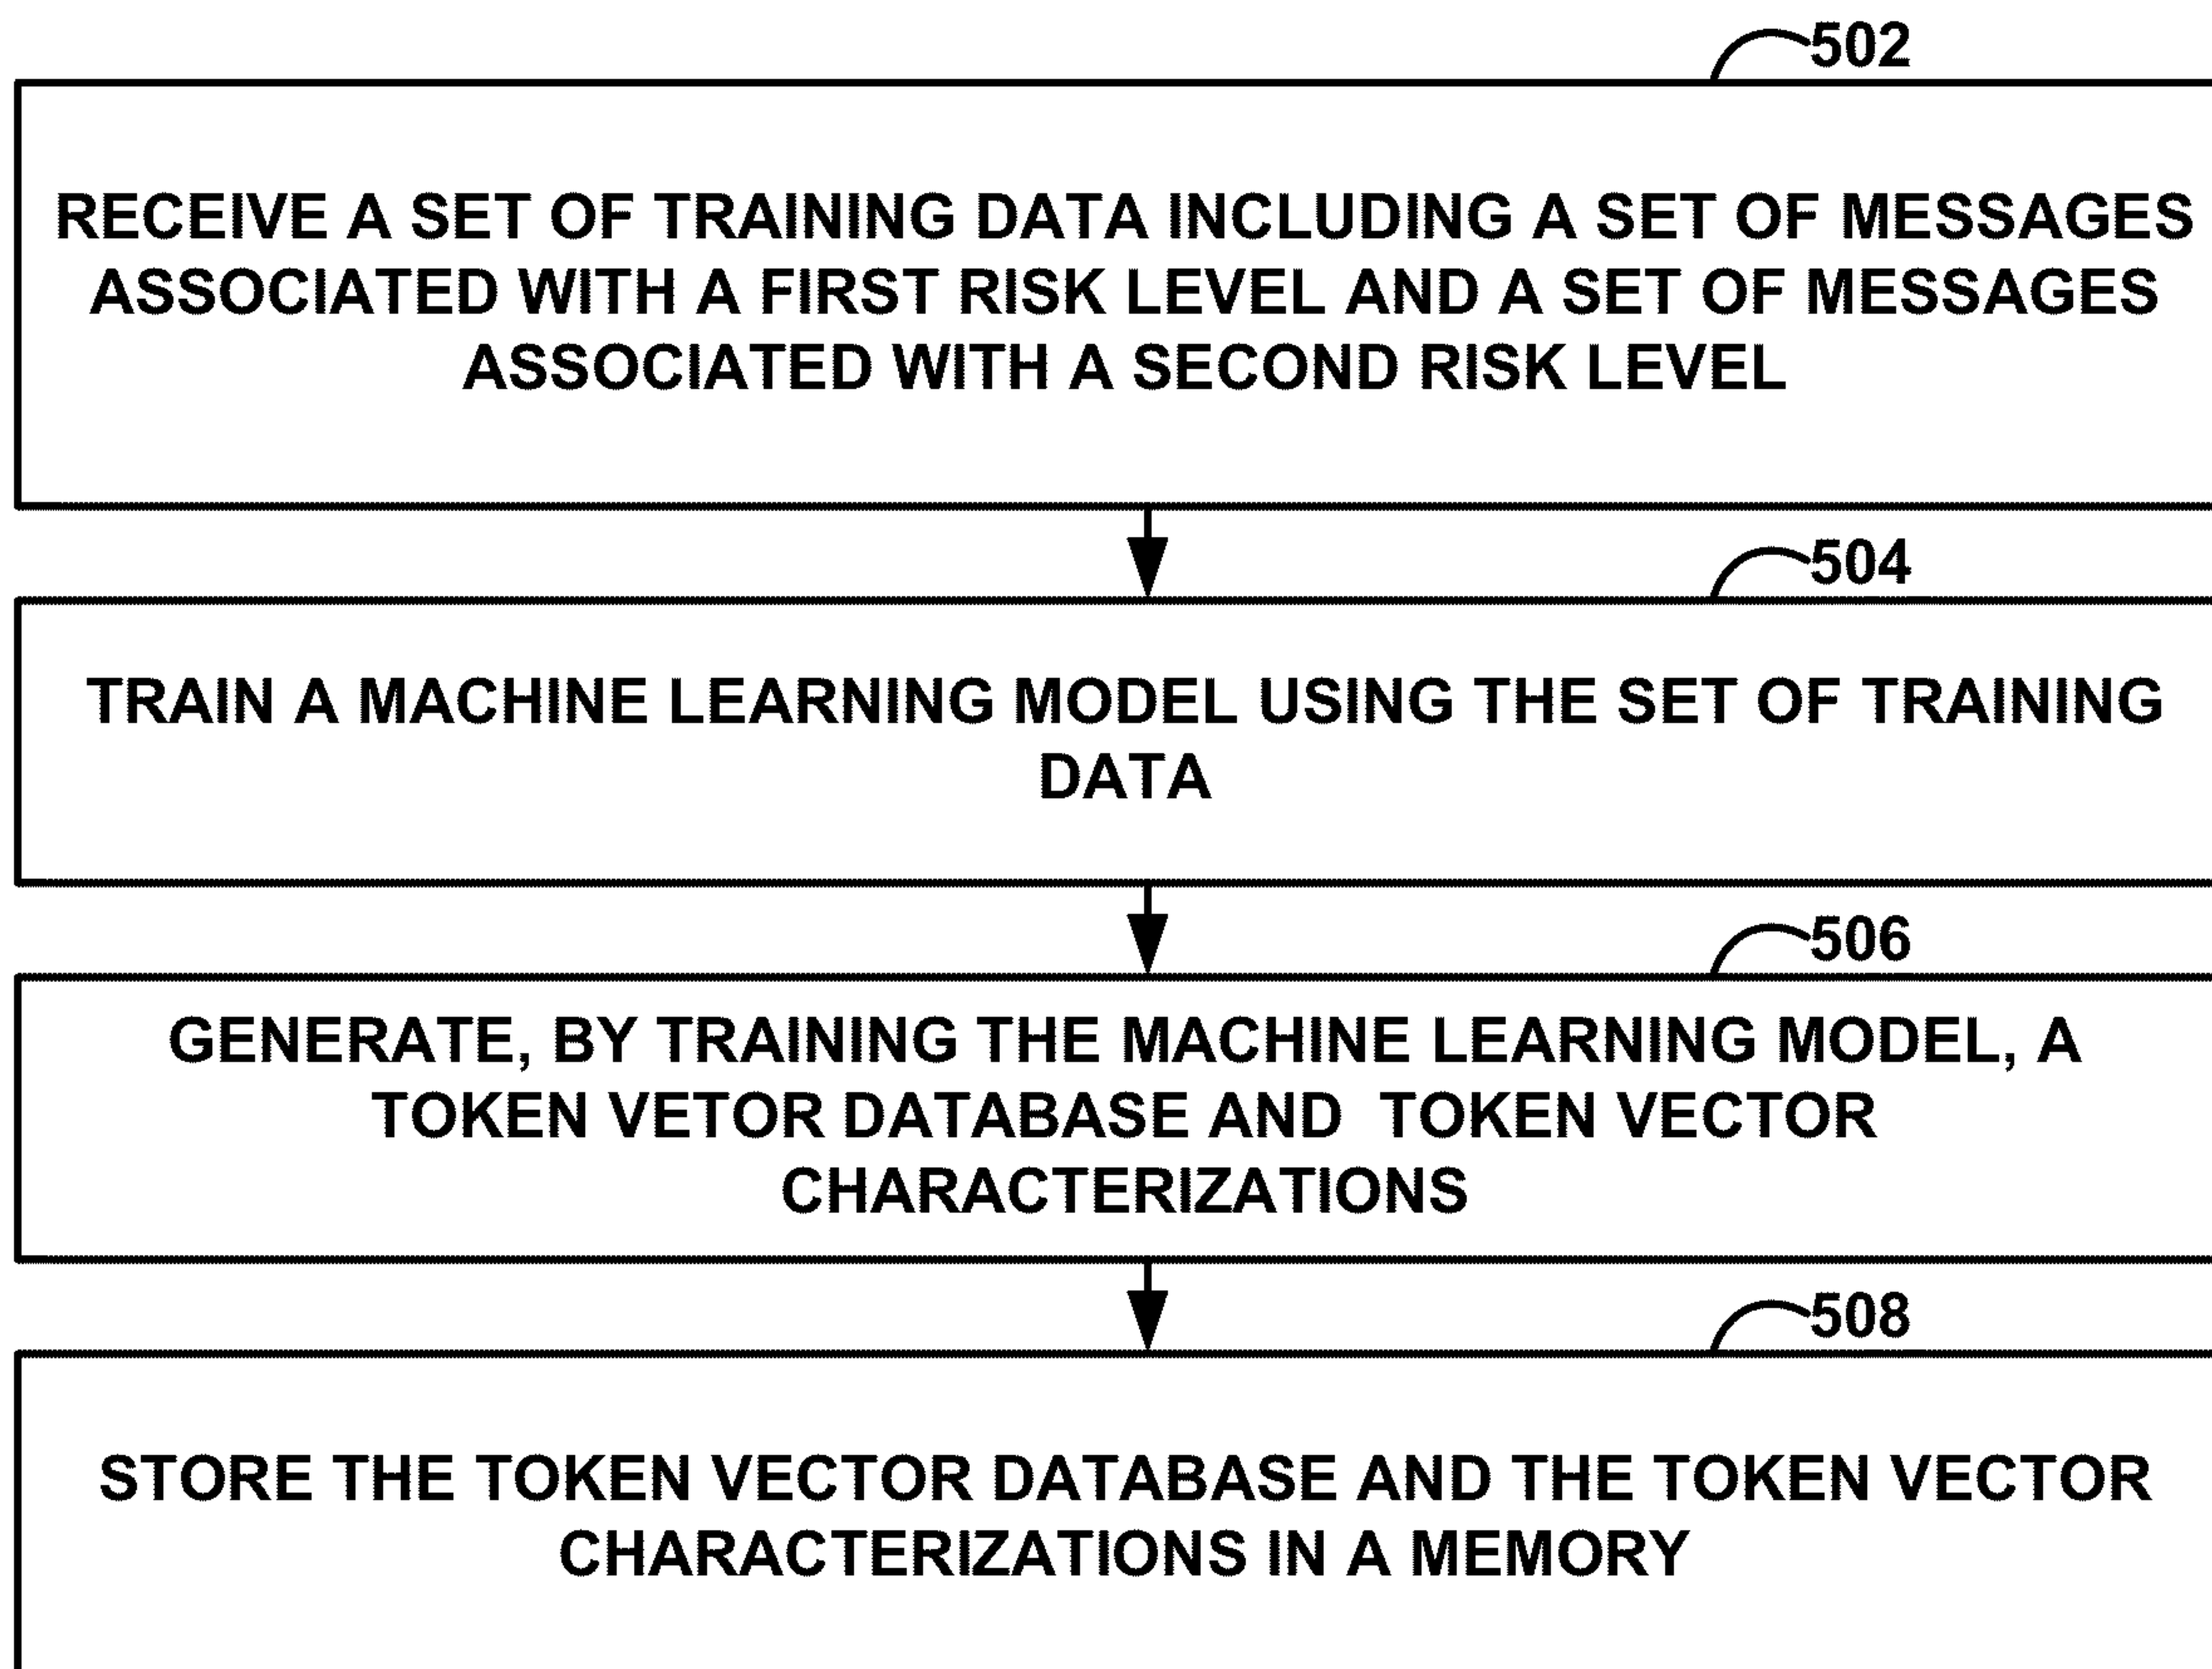 502
RECEIVE A SET OF TRAINING DATA INCLUDING A SET OF MESSAGES
ASSOCIATED WITH A FIRST RISK LEVEL AND A SET OF MESSAGES
ASSOCIATED WITH A SECOND RISK LEVEL
504
TRAIN A MACHINE LEARNING MODEL USING THE SET OF TRAINING
DATA
506
GENERATE, BY TRAINING THE MACHINE LEARNING MODEL, A
TOKEN VETOR DATABASE AND TOKEN VECTOR
CHARACTERIZATIONS
508
STORE THE TOKEN VECTOR DATABASE AND THE TOKEN VECTOR
CHARACTERIZATIONS IN A MEMORY